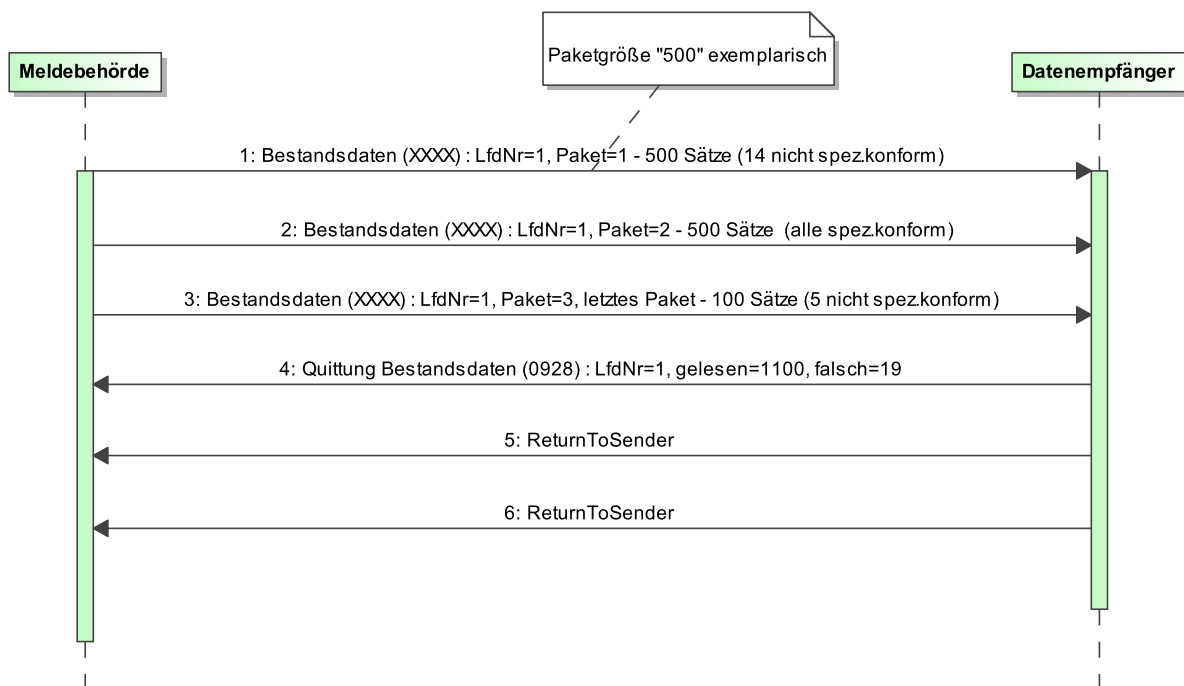 Paketgröße "500" exemplarisch
Meldebehörde
Datenempfänger
1: Bestandsdaten (XXXX) : LfdNr=1, Paket=1 - 500 Sätze (14 nicht spez.konform)
2: Bestandsdaten (XXXX) : LfdNr=1, Paket=2 - 500 Sätze (alle spez.konform)
3: Bestandsdaten (XXXX) : LfdNr=1, Paket=3, letztes Paket - 100 Sätze (5 nicht spez.konform)
4: Quittung Bestandsdaten (0928) : LfdNr=1, gelesen=1100, falsch=19
5: ReturnToSender
6: ReturnToSender